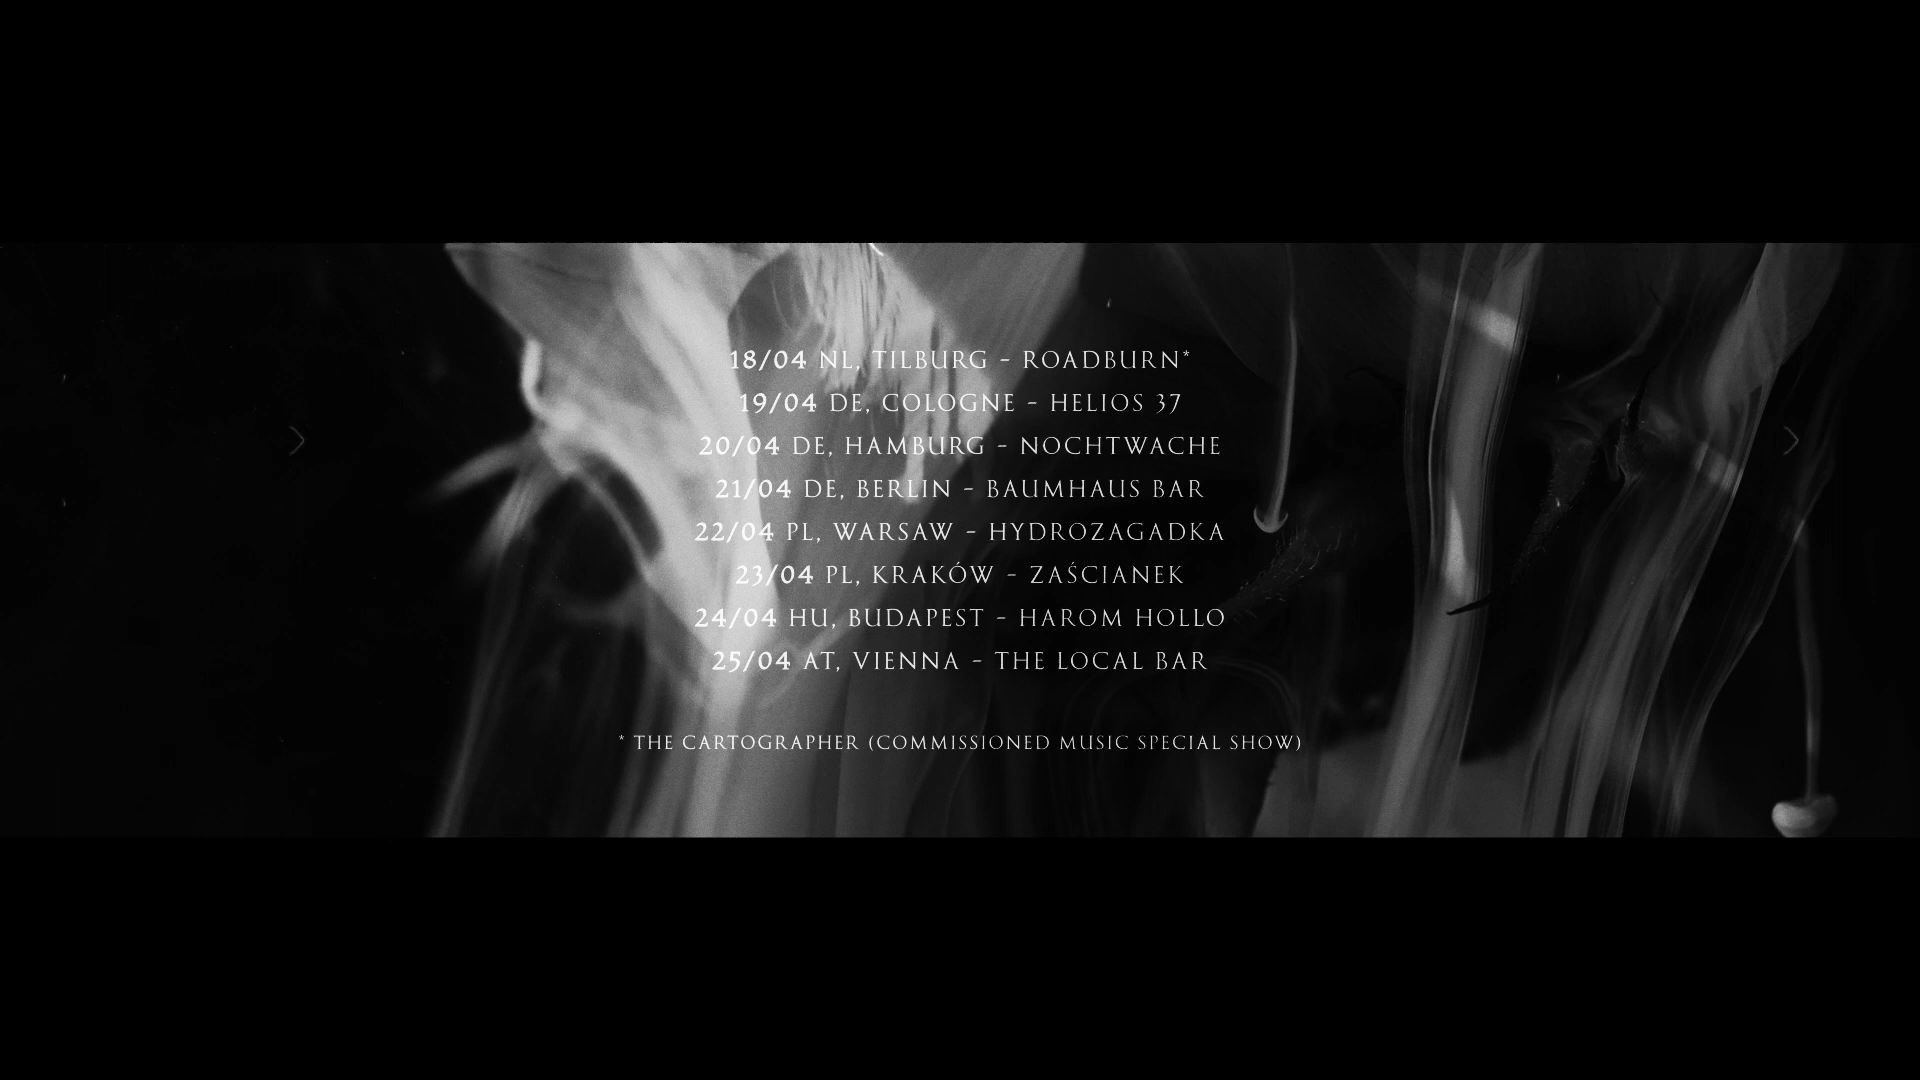 18/04 NL, TILBURG - ROADBURN*
19/04 DE, COLOGNE - HELIOS 37
20/04 DE, HAMBURG - NOCHTWACHE
21/04 DE, BERLIN - BAUMHAUS BAR
22/04 PL, WARSAW - HYDROZAGADKA
23/04 PL, KRAKÓW - ZAŚCIANEK
24/04 HU, BUDAPEST - HAROM HOLLO
25/04 AT, VIENNA - THE LOCAL BAR
* THE CARTOGRAPHER (COMMISSIONED MUSIC SPECIAL SHOW)